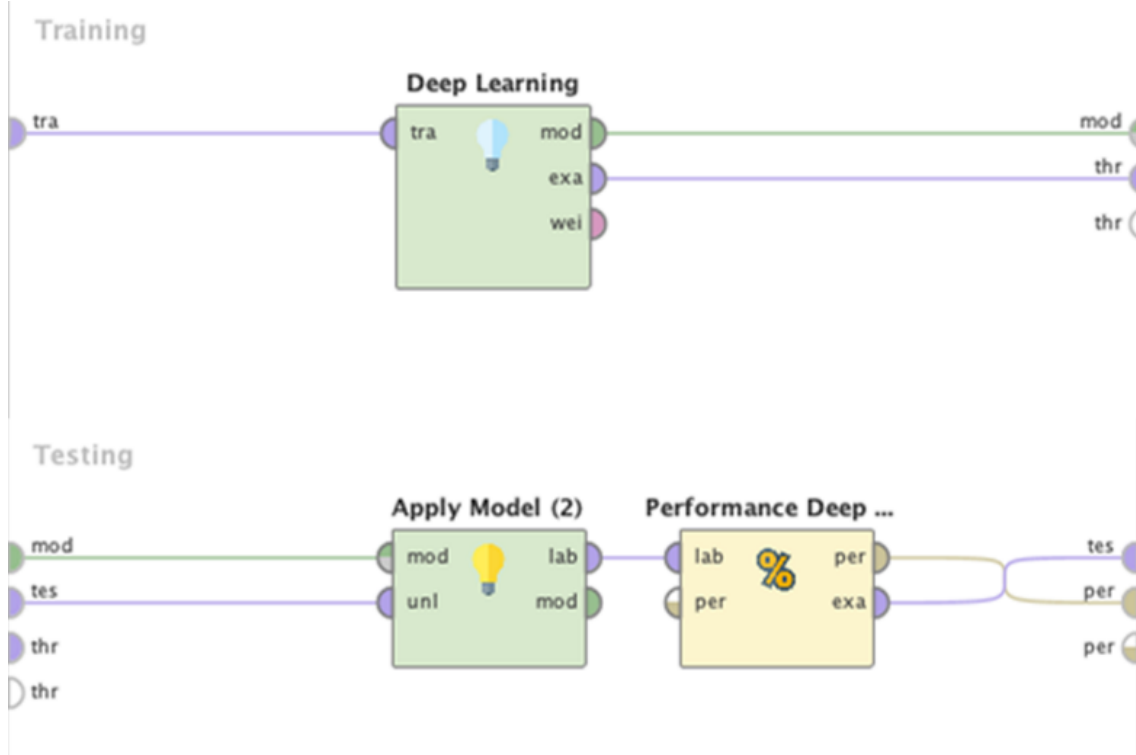 Training
Deep Learning
tra
tra
mod
mod
exa
thr
wei
thr
Testing
Apply Model (2)
Performance Deep ...
mod
mod
lab
lab
per
tes
tes
unl
mod
per
exa
per
thr
per
thr